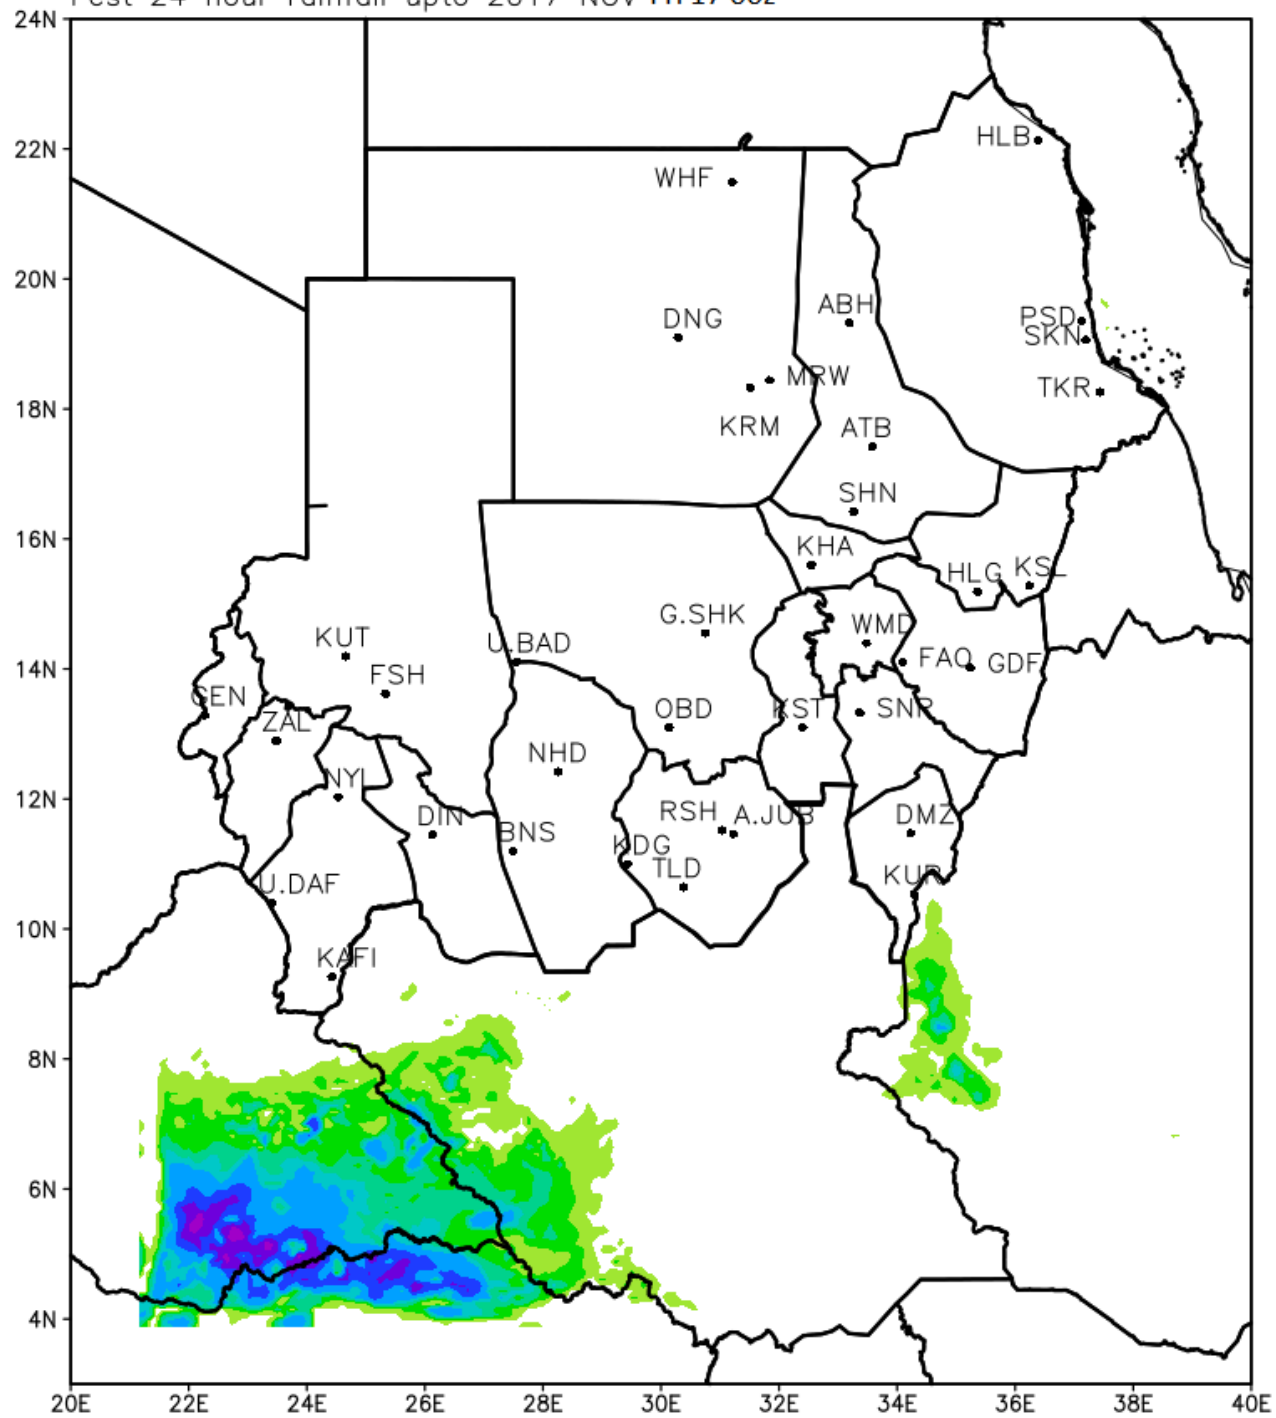 24N
22N
20N
18N
16N
14N
12N
10N
8N
6N
4N
20E 22E 24E 26E 28E 30E 32E 34E 36E 38E 40E
HLB
WHF
ABH
DNG
PSD
SKN
MRW
TKR
KRM
ATB
SHN
KHA
HLG KSL
G.SHK
WMD
KUT
U.BAD
FAO GDF
FSH
GEN
OBD KST SNR
ZAL
NHD
NYL
RSH A.JUB DMZ
DIN
BNS
KDG
TLD
KUR
U.DAF
KAFI